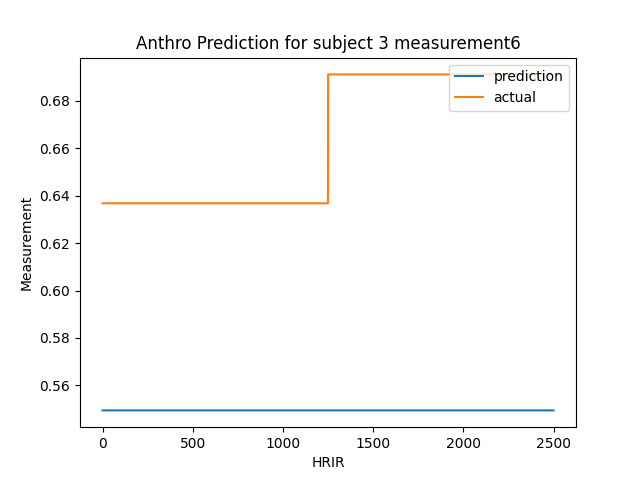 Anthro Prediction for subject 3 measurement6
prediction
actual
0.68
0.66
0.64
0.62
0.60
0.58
0.56
Measurement
0
500
1000
1500
2000
2500
HRIR